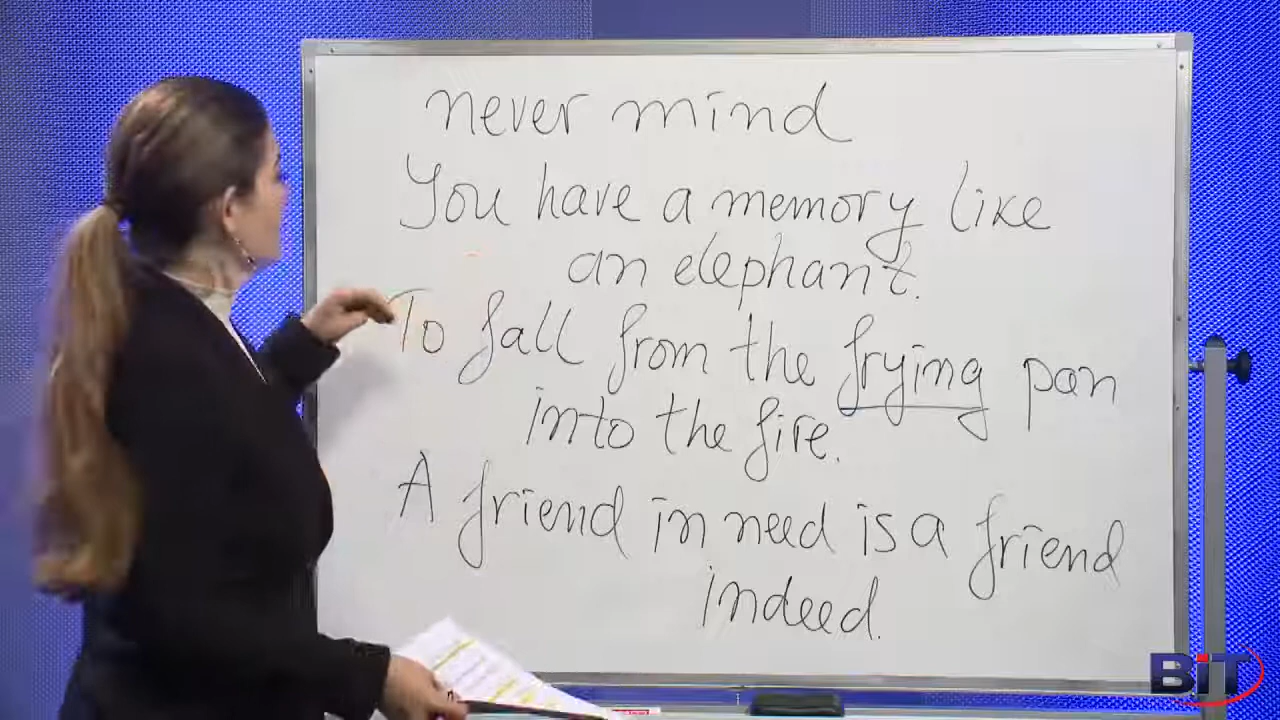 never mind
You have a memory like
an elephant.
To fall from the frying pan
into the fire.
A friend in need is a friend
indeed.
BiT